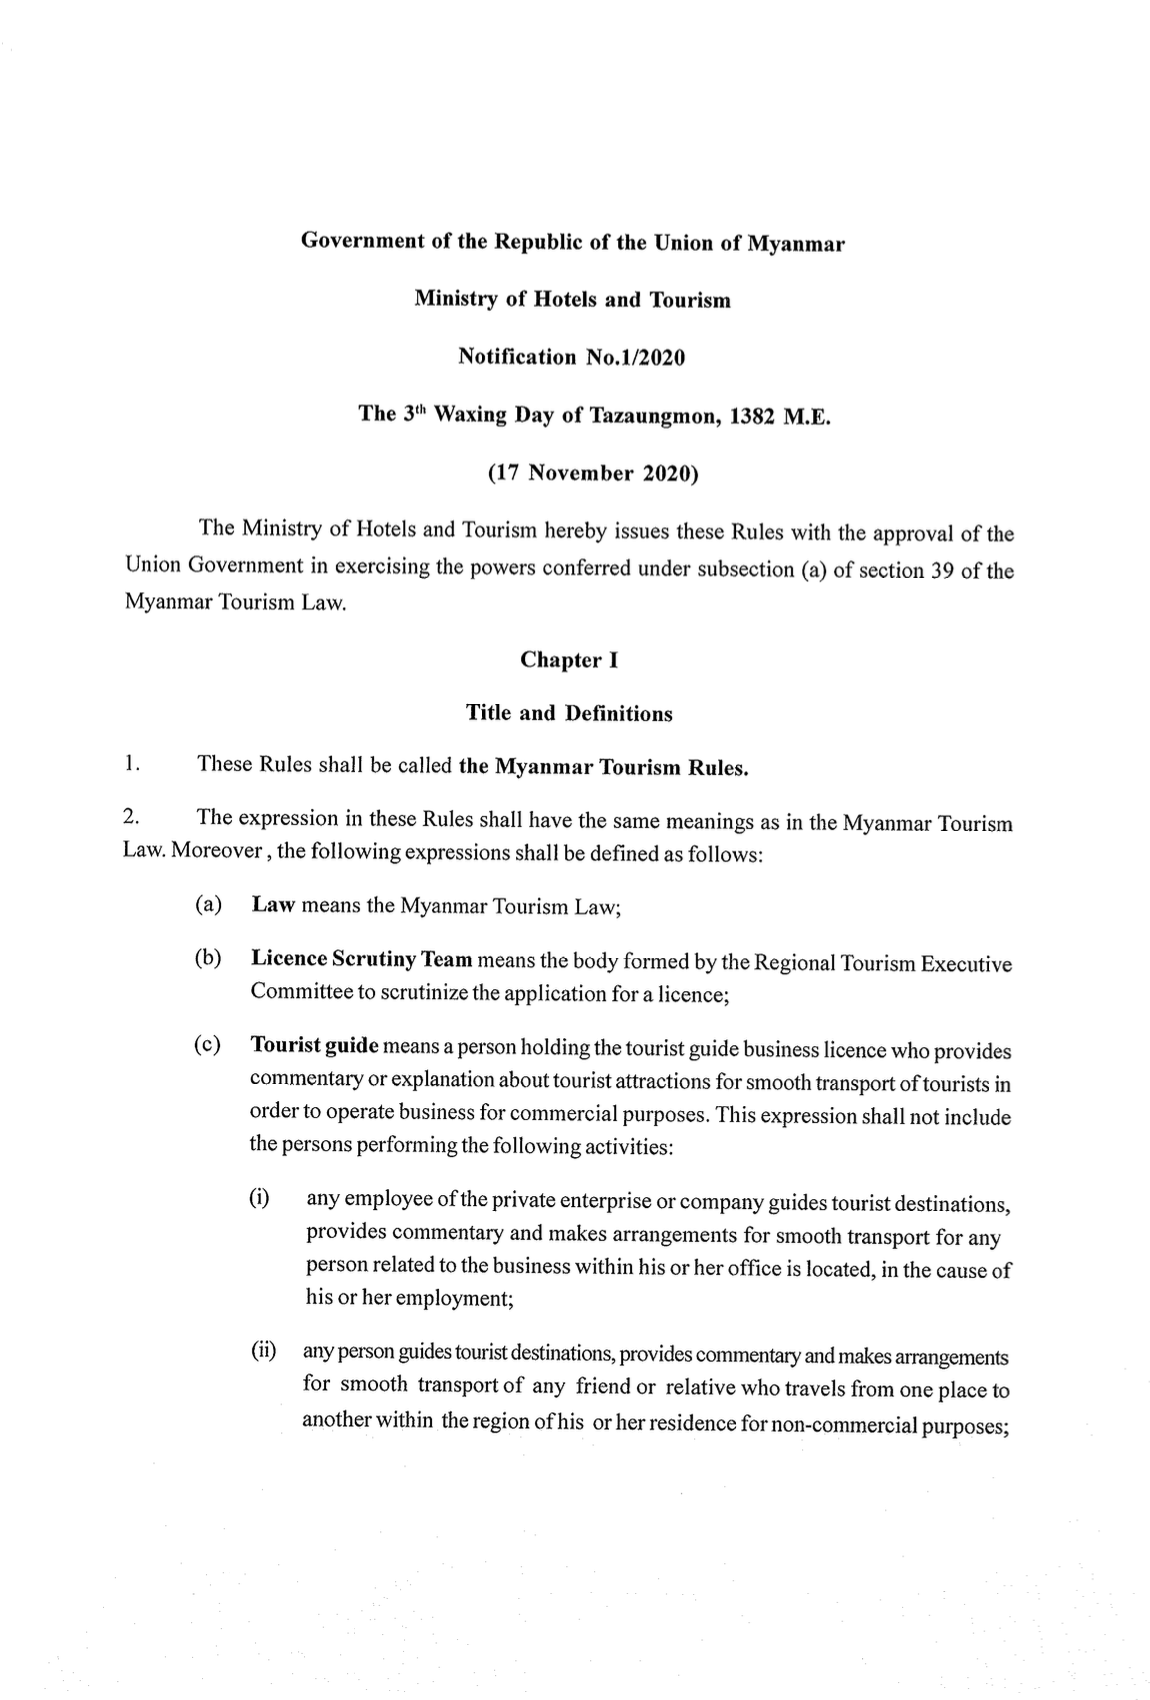 Government of the Republic of the Union of Myanmar
Ministry of Hotels and Tourism
Notification No.1/2020
The 3th Waxing Day of Tazaungmon, 1382 M.E.
(17 November 2020)
The Ministry of Hotels and Tourism hereby issues these Rules with the approval of the
Union Government in exercising the powers conferred under subsection (a) of section 39 of the
Myanmar Tourism Law.
Chapter I
Title and Definitions
1. These Rules shall be called the Myanmar Tourism Rules.
2. The expression in these Rules shall have the same meanings as in the Myanmar Tourism
Law. Moreover , the following expressions shall be defined as follows:
(a) Law means the Myanmar Tourism Law;
(b) Licence Scrutiny Team means the body formed by the Regional Tourism Executive
Committee to scrutinize the application for a licence;
(c) Tourist guide means a person holding the tourist guide business licence who provides
commentary or explanation about tourist attractions for smooth transport of tourists in
order to operate business for commercial purposes. This expression shall not include
the persons performing the following activities:
(i) any employee of the private enterprise or company guides tourist destinations,
provides commentary and makes arrangements for smooth transport for any
person related to the business within his or her office is located, in the cause of
his or her employment;
(ii) any person guides tourist destinations, provides commentary and makes arrangements
for smooth transport of any friend or relative who travels from one place to
another within the region of his or her residence for non-commercial purposes;